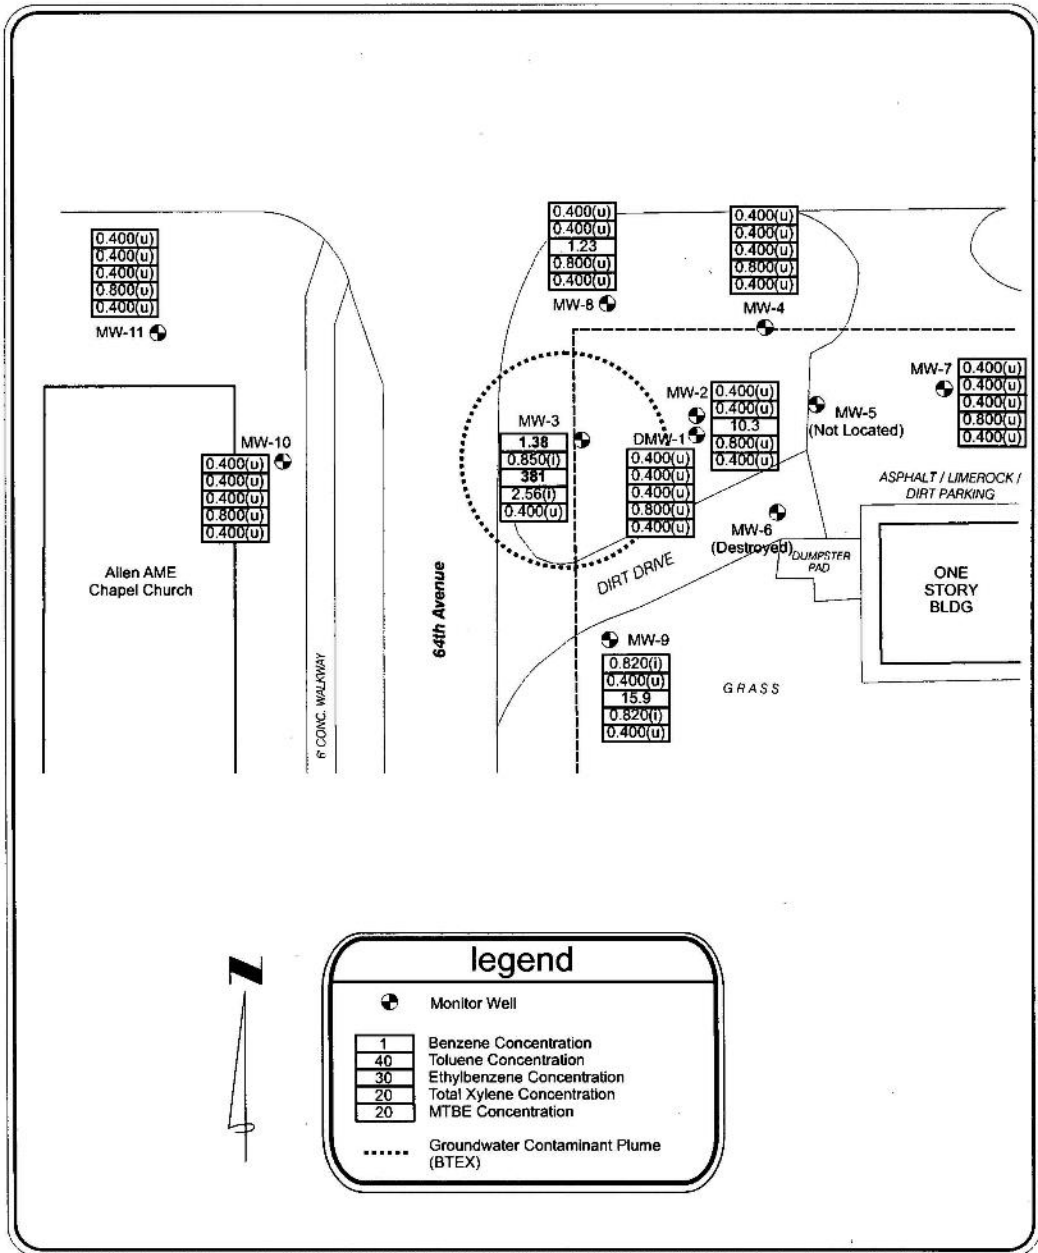 0.400(u)
0.400(u)
0.400(u)
0.800(u)
0.400(u)
MW-11
0.400(u)
0.400(u)
1.23
0.800(u)
0.400(u)
MW-8
0.400(u)
0.400(u)
0.400(u)
0.800(u)
0.400(u)
MW-4
MW-7
0.400(u)
0.400(u)
0.400(u)
0.800(u)
0.400(u)
MW-2
0.400(u)
0.400(u)
10.3
0.800(u)
0.400(u)
MW-5
(Not Located)
MW-3
1.38
0.850(i)
381
2.56(i)
0.400(u)
DMW-1
0.400(u)
0.400(u)
0.400(u)
0.800(u)
0.400(u)
MW-10
0.400(u)
0.400(u)
0.400(u)
0.800(u)
0.400(u)
ASPHALT / LIMEROCK /
DIRT PARKING
MW-6
(Destroyed)
DUMPSTER
PAD
ONE
STORY
BLDG
Allen AME
Chapel Church
64th Avenue
DIRT DRIVE
6' CONC. WALKWAY
MW-9
0.820(i)
0.400(u)
15.9
0.820(i)
0.400(u)
GRASS
N
legend
Monitor Well
1 Benzene Concentration
40 Toluene Concentration
30 Ethylbenzene Concentration
20 Total Xylene Concentration
20 MTBE Concentration
Groundwater Contaminant Plume
(BTEX)